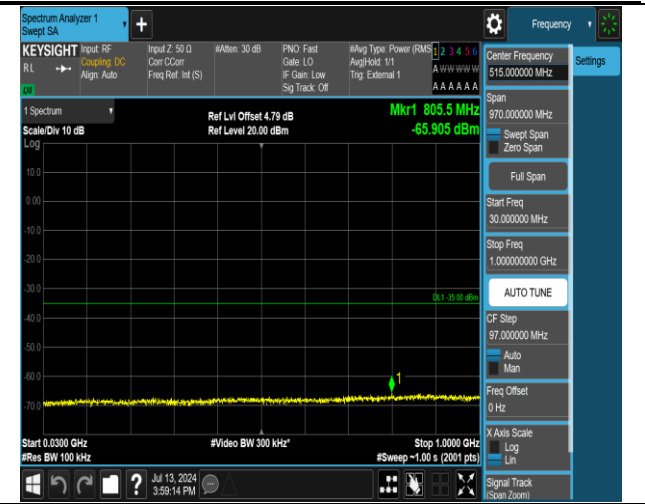 Spectrum Analyzer 1
Swept SA
Frequency
KEYSIGHT Input: RF Input Z: 50 Ω #Atten: 30 dB PNO: Fast #Avg Type: Power (RMS 1 2 3 4 5 6
RL Coupling: DC Corr CCorr Gate: LO Avg|Hold: 1/1 A W W W W W
Align: Auto Freq Ref: Int (S) IF Gain: Low Trig: External 1
LU Sig Track: Off A A A A A A
1 Spectrum Ref Lvl Offset 4.79 dB Mkr1 805.5 MHz
Scale/Div 10 dB Ref Level 20.00 dBm -65.905 dBm
Log
10.0
0.00
-10.0
-20.0
-30.0
DL1 -35.00 dBm
-40.0
-50.0
-60.0
1
-70.0
Start 0.0300 GHz #Video BW 300 kHz* Stop 1.0000 GHz
#Res BW 100 kHz #Sweep ~1.00 s (2001 pts)
Jul 13, 2024
3:59:14 PM
Center Frequency
515.000000 MHz
Settings
Span
970.000000 MHz
Swept Span
Zero Span
Full Span
Start Freq
30.000000 MHz
Stop Freq
1.000000000 GHz
AUTO TUNE
CF Step
97.000000 MHz
Auto
Man
Freq Offset
0 Hz
X Axis Scale
Log
Lin
Signal Track
(Span Zoom)